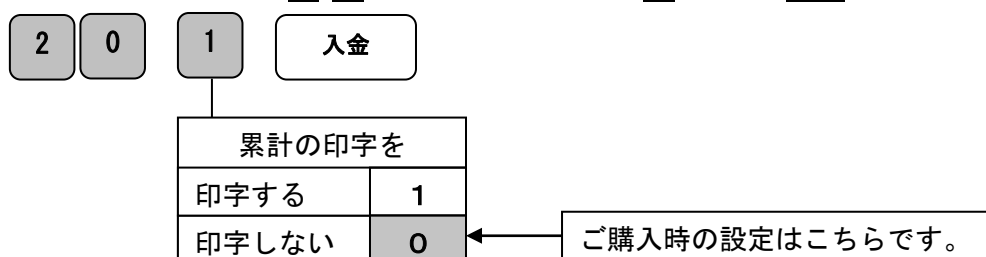 2 0 1 入金
累計の印字を
印字する 1
印字しない 0
ご購入時の設定はこちらです。